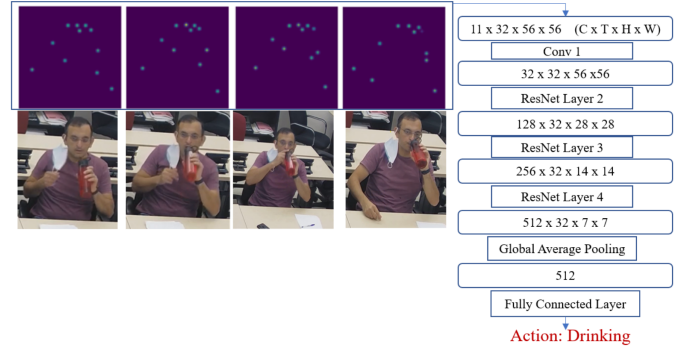 11 x 32 x 56 x 56 (C x T x H x W)
Conv 1
32 x 32 x 56 x56
ResNet Layer 2
128 x 32 x 28 x 28
ResNet Layer 3
256 x 32 x 14 x 14
ResNet Layer 4
512 x 32 x 7 x 7
Global Average Pooling
512
Fully Connected Layer
Action: Drinking